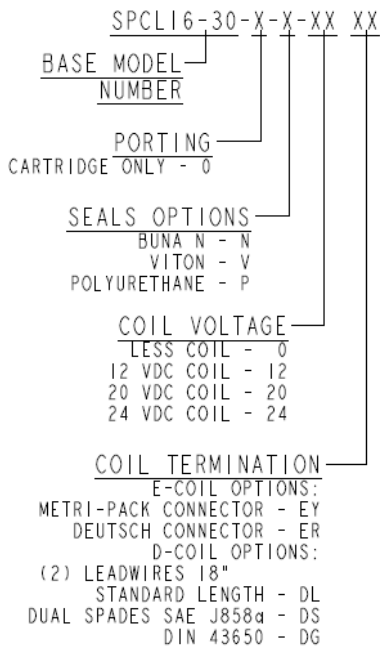 SPCL16-30-X-X-XX XX
BASE MODEL
NUMBER
PORTING
CARTRIDGE ONLY - 0
SEALS OPTIONS
BUNA N - N
VITON - V
POLYURETHANE - P
COIL VOLTAGE
LESS COIL - 0
12 VDC COIL - 12
20 VDC COIL - 20
24 VDC COIL - 24
COIL TERMINATION
E-COIL OPTIONS:
METRI-PACK CONNECTOR - EY
DEUTSCH CONNECTOR - ER
D-COIL OPTIONS:
(2) LEADWIRES 18"
STANDARD LENGTH - DL
DUAL SPADES SAE J858a - DS
DIN 43650 - DG